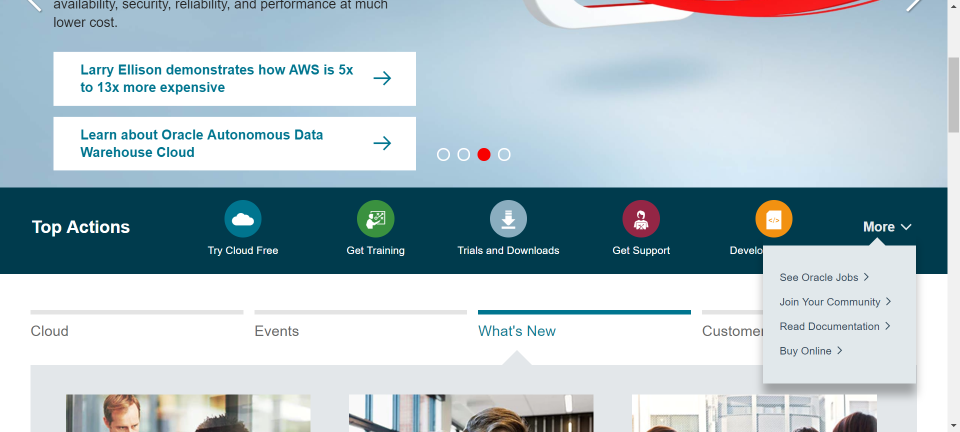 availability, security, reliability, and performance at much
lower cost.
Larry Ellison demonstrates how AWS is 5x
to 13x more expensive
Learn about Oracle Autonomous Data
Warehouse Cloud
Top Actions
Try Cloud Free
Get Training
Trials and Downloads
Get Support
More
See Oracle Jobs
Join Your Community
Read Documentation
Buy Online
Cloud
Events
What's New